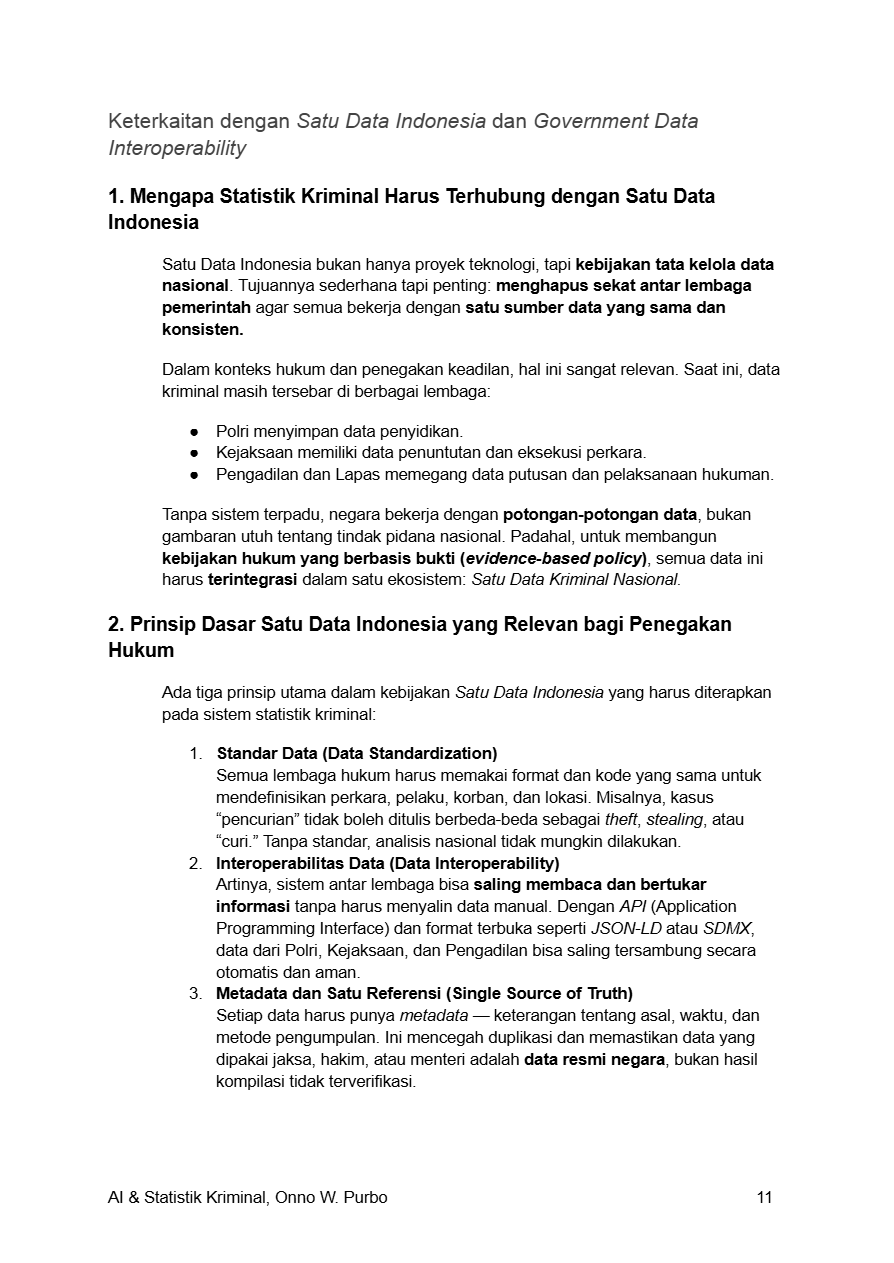 Keterkaitan dengan Satu Data Indonesia dan Government Data
Interoperability
1. Mengapa Statistik Kriminal Harus Terhubung dengan Satu Data
Indonesia
Satu Data Indonesia bukan hanya proyek teknologi, tapi kebijakan tata kelola data
nasional. Tujuannya sederhana tapi penting: menghapus sekat antar lembaga
pemerintah agar semua bekerja dengan satu sumber data yang sama dan
konsisten.
Dalam konteks hukum dan penegakan keadilan, hal ini sangat relevan. Saat ini, data
kriminal masih tersebar di berbagai lembaga:
● Polri menyimpan data penyidikan.
● Kejaksaan memiliki data penuntutan dan eksekusi perkara.
● Pengadilan dan Lapas memegang data putusan dan pelaksanaan hukuman.
Tanpa sistem terpadu, negara bekerja dengan potongan-potongan data, bukan
gambaran utuh tentang tindak pidana nasional. Padahal, untuk membangun
kebijakan hukum yang berbasis bukti (evidence-based policy), semua data ini
harus terintegrasi dalam satu ekosistem: Satu Data Kriminal Nasional.
2. Prinsip Dasar Satu Data Indonesia yang Relevan bagi Penegakan
Hukum
Ada tiga prinsip utama dalam kebijakan Satu Data Indonesia yang harus diterapkan
pada sistem statistik kriminal:
1. Standar Data (Data Standardization)
Semua lembaga hukum harus memakai format dan kode yang sama untuk
mendefinisikan perkara, pelaku, korban, dan lokasi. Misalnya, kasus
“pencurian” tidak boleh ditulis berbeda-beda sebagai theft, stealing, atau
“curi.” Tanpa standar, analisis nasional tidak mungkin dilakukan.
2. Interoperabilitas Data (Data Interoperability)
Artinya, sistem antar lembaga bisa saling membaca dan bertukar
informasi tanpa harus menyalin data manual. Dengan API (Application
Programming Interface) dan format terbuka seperti JSON-LD atau SDMX,
data dari Polri, Kejaksaan, dan Pengadilan bisa saling tersambung secara
otomatis dan aman.
3. Metadata dan Satu Referensi (Single Source of Truth)
Setiap data harus punya metadata — keterangan tentang asal, waktu, dan
metode pengumpulan. Ini mencegah duplikasi dan memastikan data yang
dipakai jaksa, hakim, atau menteri adalah data resmi negara, bukan hasil
kompilasi tidak terverifikasi.
AI & Statistik Kriminal, Onno W. Purbo 11